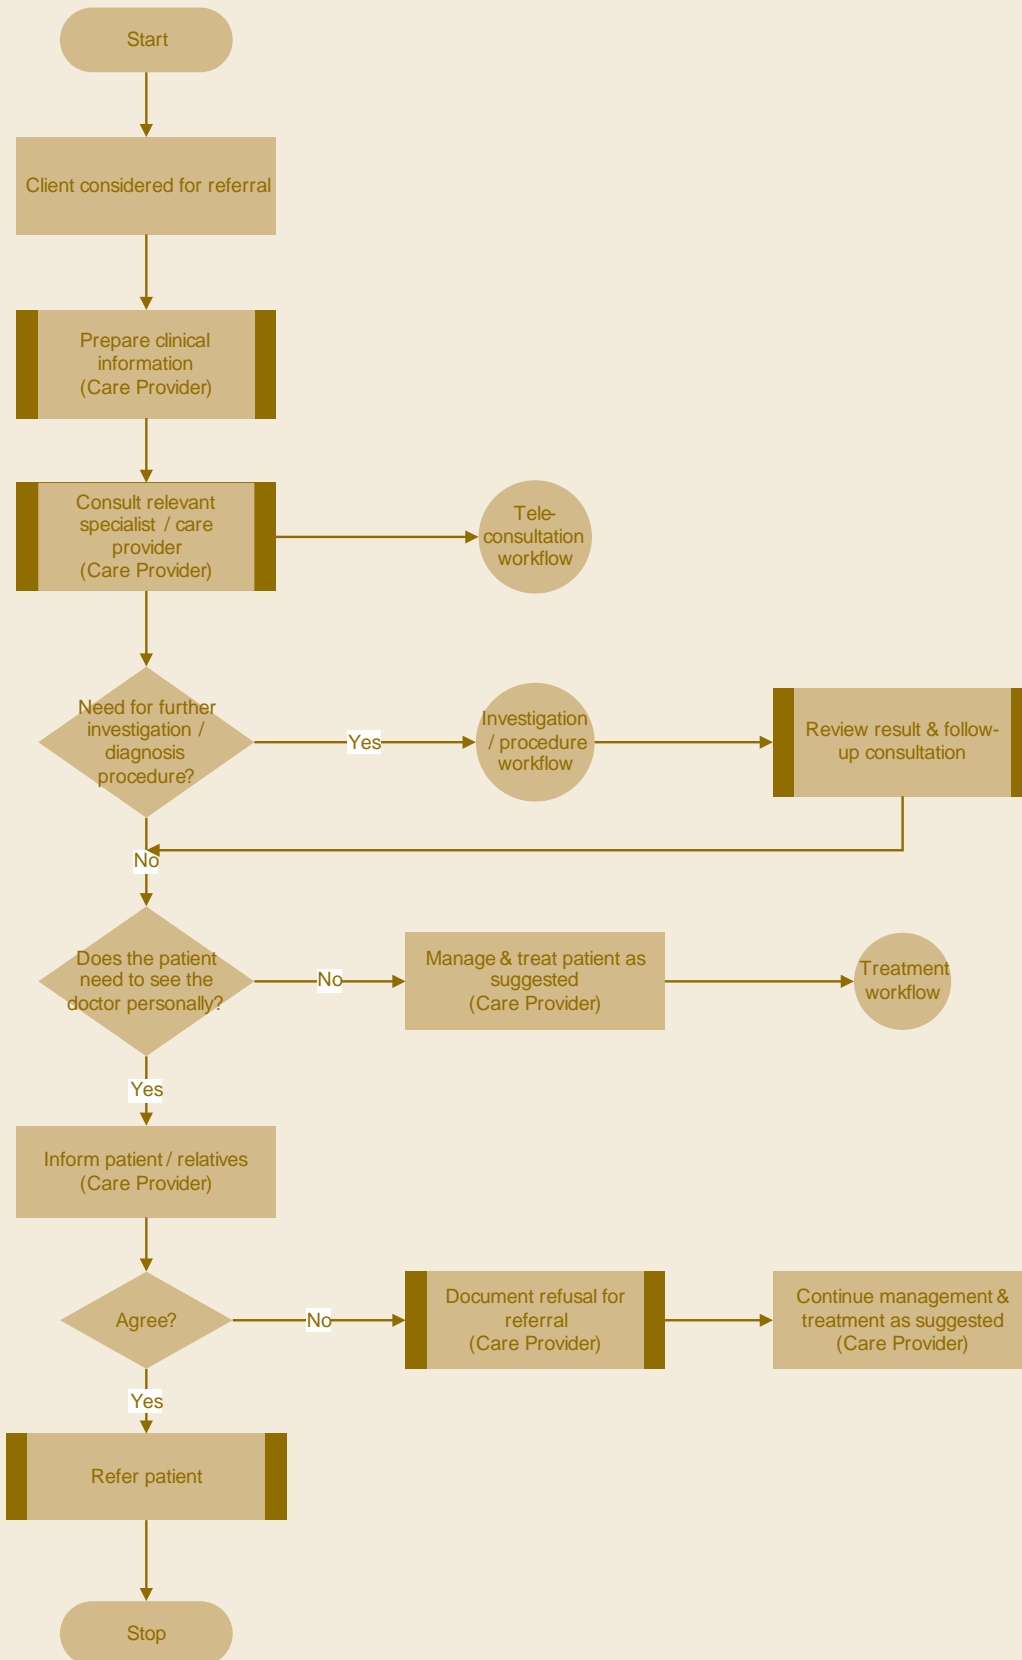 Start
Client considered for referral
Prepare clinical
information
(Care Provider)
Consult relevant
specialist / care
provider
(Care Provider)
Tele-
consultation
workflow
Need for further
investigation /
diagnosis
procedure?
Yes
Investigation
/ procedure
workflow
Review result & follow-
up consultation
No
Does the patient
need to see the
doctor personally?
No
Manage & treat patient as
suggested
(Care Provider)
Treatment
workflow
Yes
Inform patient / relatives
(Care Provider)
Agree?
No
Document refusal for
referral
(Care Provider)
Continue management &
treatment as suggested
(Care Provider)
Yes
Refer patient
Stop